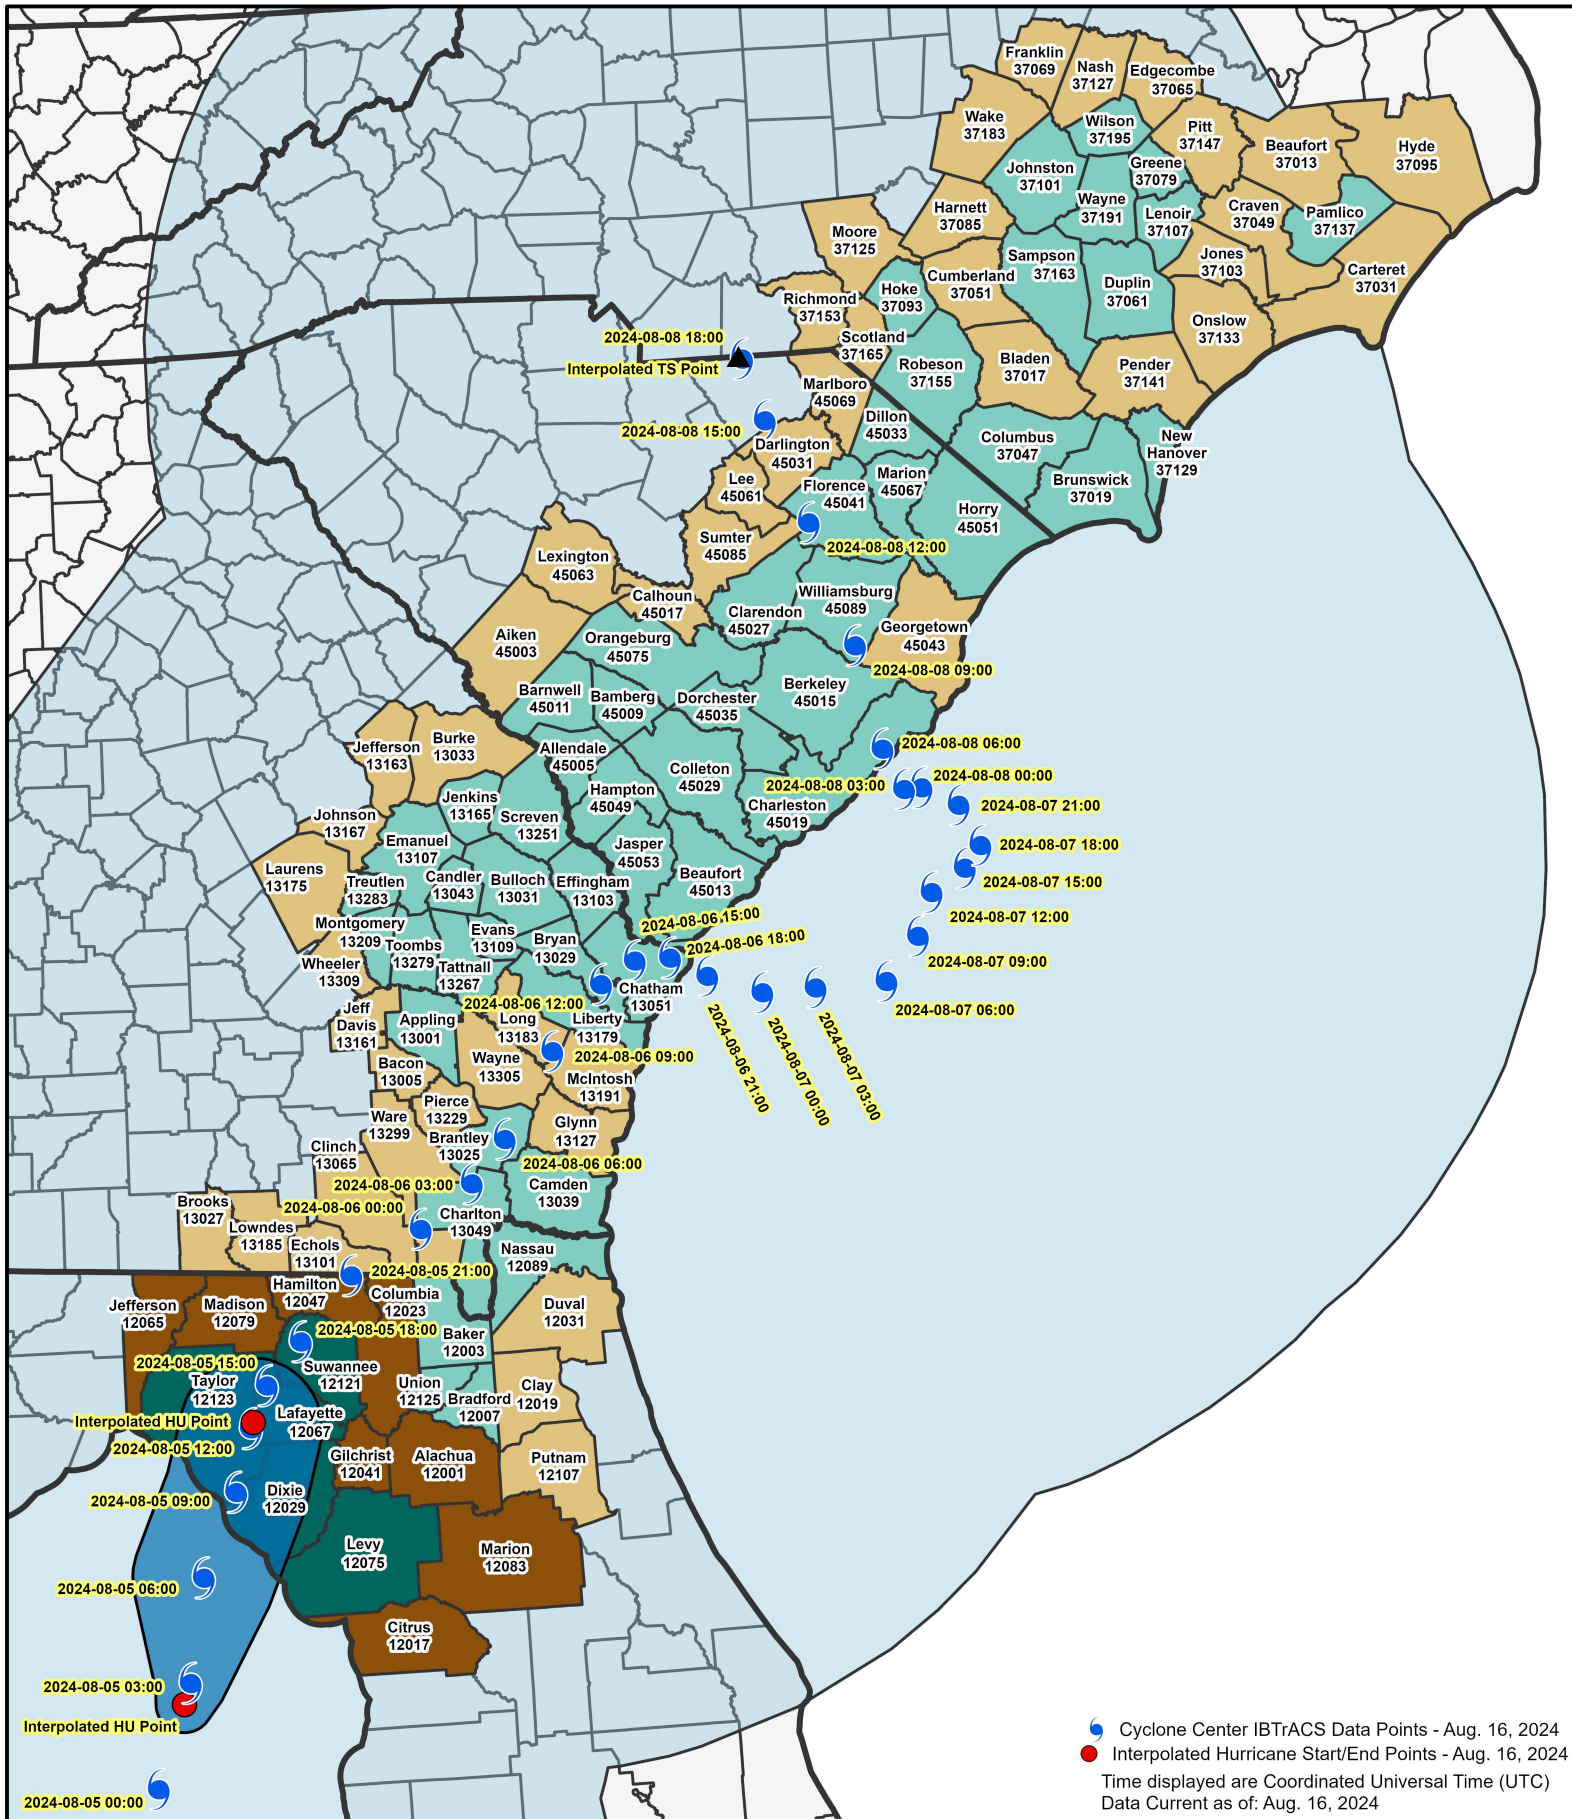 Franklin
37069
Nash
37127
Edgecombe
37065
Wake
37183
Wilson
37195
Pitt
37147
Beaufort
37013
Hyde
37095
Johnston
37101
Greene
37079
Wayne
37191
Lenoir
37107
Craven
37049
Pamlico
37137
Harnett
37085
Moore
37125
Sampson
37163
Jones
37103
Carteret
37031
Cumberland
37051
Hoke
37093
Duplin
37061
Richmond
37153
Onslow
37133
2024-08-08 18:00
Interpolated TS Point
Scotland
37165
Robeson
37155
Bladen
37017
Pender
37141
Marlboro
45069
Dillon
45033
2024-08-08 15:00
Darlington
45031
Columbus
37047
New
Hanover
37129
Lee
45061
Florence
45041
Marion
45067
Brunswick
37019
Horry
45051
Sumter
45085
2024-08-08 12:00
Lexington
45063
Calhoun
45017
Williamsburg
45089
Clarendon
45027
Georgetown
45043
Aiken
45003
Orangeburg
45075
2024-08-08 09:00
Barnwell
45011
Bamberg
45009
Dorchester
45035
Berkeley
45015
Jefferson
13163
Burke
13033
Allendale
45005
2024-08-08 06:00
Colleton
45029
2024-08-08 03:00
2024-08-08 00:00
Jenkins
13165
Hampton
45049
Charleston
45019
2024-08-07 21:00
Johnson
13167
Screven
13251
Emanuel
13107
Jasper
45053
2024-08-07 18:00
Laurens
13175
Treutlen
13283
Candler
13043
Bulloch
13031
Effingham
13103
Beaufort
45013
2024-08-07 15:00
2024-08-07 12:00
Montgomery
13209
Toombs
13279
Evans
13109
Bryan
13029
2024-08-06 15:00
2024-08-06 18:00
2024-08-07 09:00
Wheeler
13309
Tattnall
13267
Chatham
13051
2024-08-06 12:00
2024-08-07 06:00
Jeff
Davis
13161
Appling
13001
Long
13183
Liberty
13179
2024-08-06 21:00
2024-08-07 00:00
2024-08-07 03:00
Bacon
13005
Wayne
13305
2024-08-06 09:00
McIntosh
13191
Pierce
13229
Ware
13299
Glynn
13127
Brantley
13025
Clinch
13065
2024-08-06 06:00
2024-08-06 03:00
Camden
13039
Brooks
13027
2024-08-06 00:00
Charlton
13049
Lowndes
13185
Echols
13101
Nassau
12089
2024-08-05 21:00
Hamilton
12047
Columbia
12023
Jefferson
12065
Madison
12079
Duval
12031
2024-08-05 18:00
Baker
12003
2024-08-05 15:00
Suwannee
12121
Taylor
12123
Union
12125
Clay
12019
Bradford
12007
Interpolated HU Point
Lafayette
12067
2024-08-05 12:00
Gilchrist
12041
Alachua
12001
Putnam
12107
2024-08-05 09:00
Dixie
12029
Levy
12075
Marion
12083
2024-08-05 06:00
Citrus
12017
2024-08-05 03:00
Interpolated HU Point
2024-08-05 00:00
Cyclone Center IBTrACS Data Points - Aug. 16, 2024
Interpolated Hurricane Start/End Points - Aug. 16, 2024
Time displayed are Coordinated Universal Time (UTC)
Data Current as of: Aug. 16, 2024